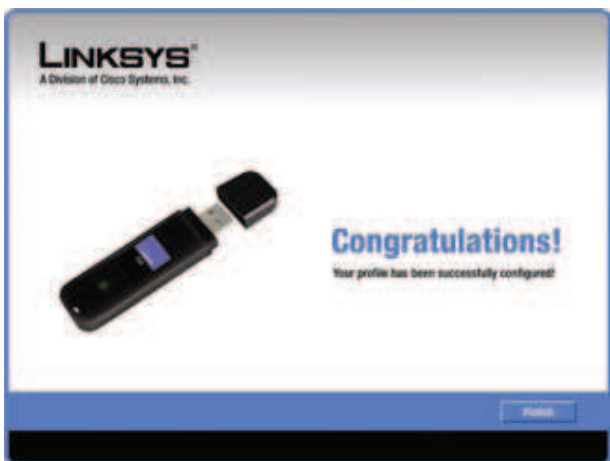 LINKSYS®
A Division of Cisco Systems, Inc.
Congratulations!
Your profile has been successfully configured!
Finish